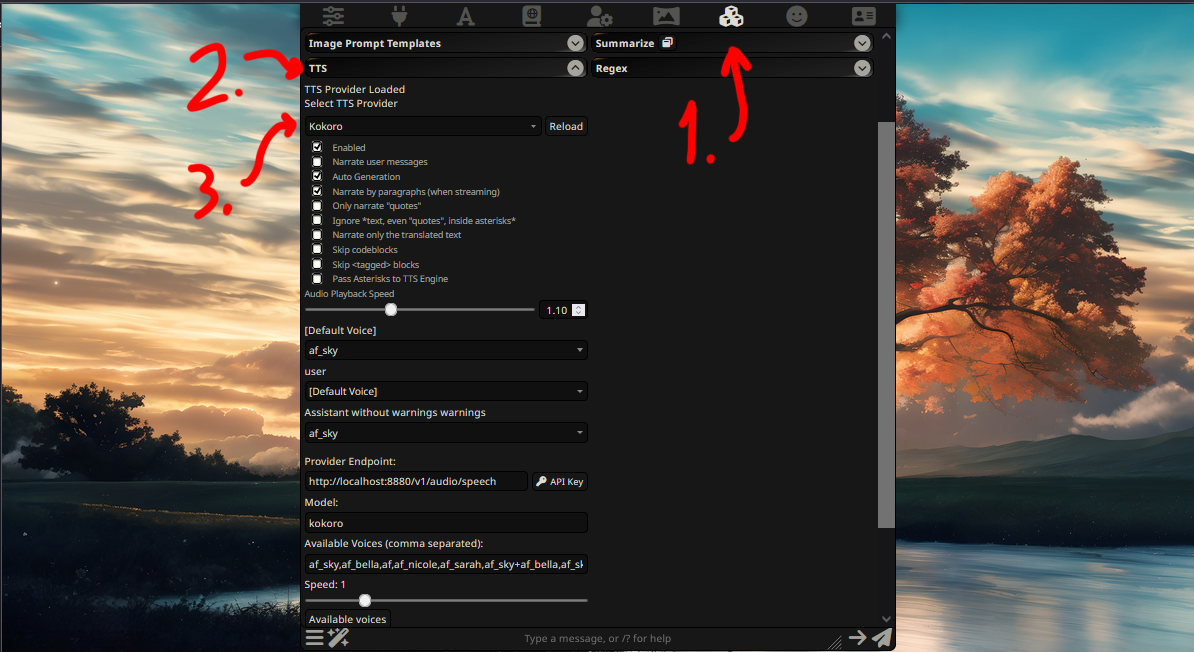 Image Prompt Templates
Summarize
2.
TTS
Regex
1.
TTS Provider Loaded
Select TTS Provider
3.
Kokoro
Reload
Enabled
Narrate user messages
Auto Generation
Narrate by paragraphs (when streaming)
Only narrate "quotes"
Ignore *text, even "quotes", inside asterisks*
Narrate only the translated text
Skip codeblocks
Skip <tagged> blocks
Pass Asterisks to TTS Engine
Audio Playback Speed
1.10
[Default Voice]
af_sky
user
[Default Voice]
Assistant without warnings warnings
af_sky
Provider Endpoint:
http://localhost:8880/v1/audio/speech
API Key
Model:
kokoro
Available Voices (comma separated):
af_sky,af_bella,af,af_nicole,af_sarah,af_sky+af_bella,af_sk
Speed: 1
Available voices
Type a message, or /? for help